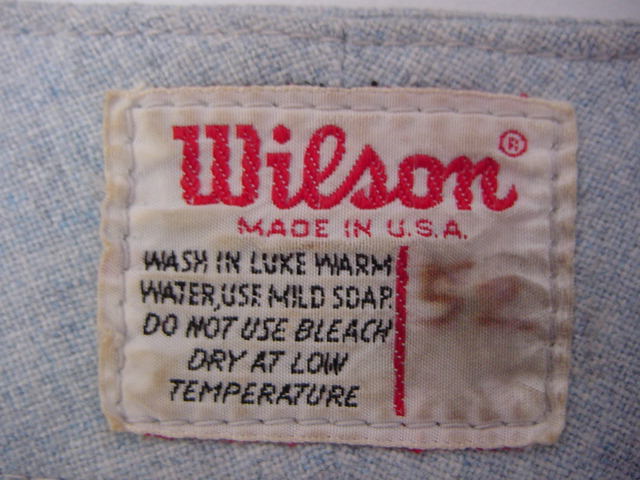 Wilson®
MADE IN U.S.A.
WASH IN LUKE WARM
WATER, USE MILD SOAP.
DO NOT USE BLEACH
DRY AT LOW
TEMPERATURE
52